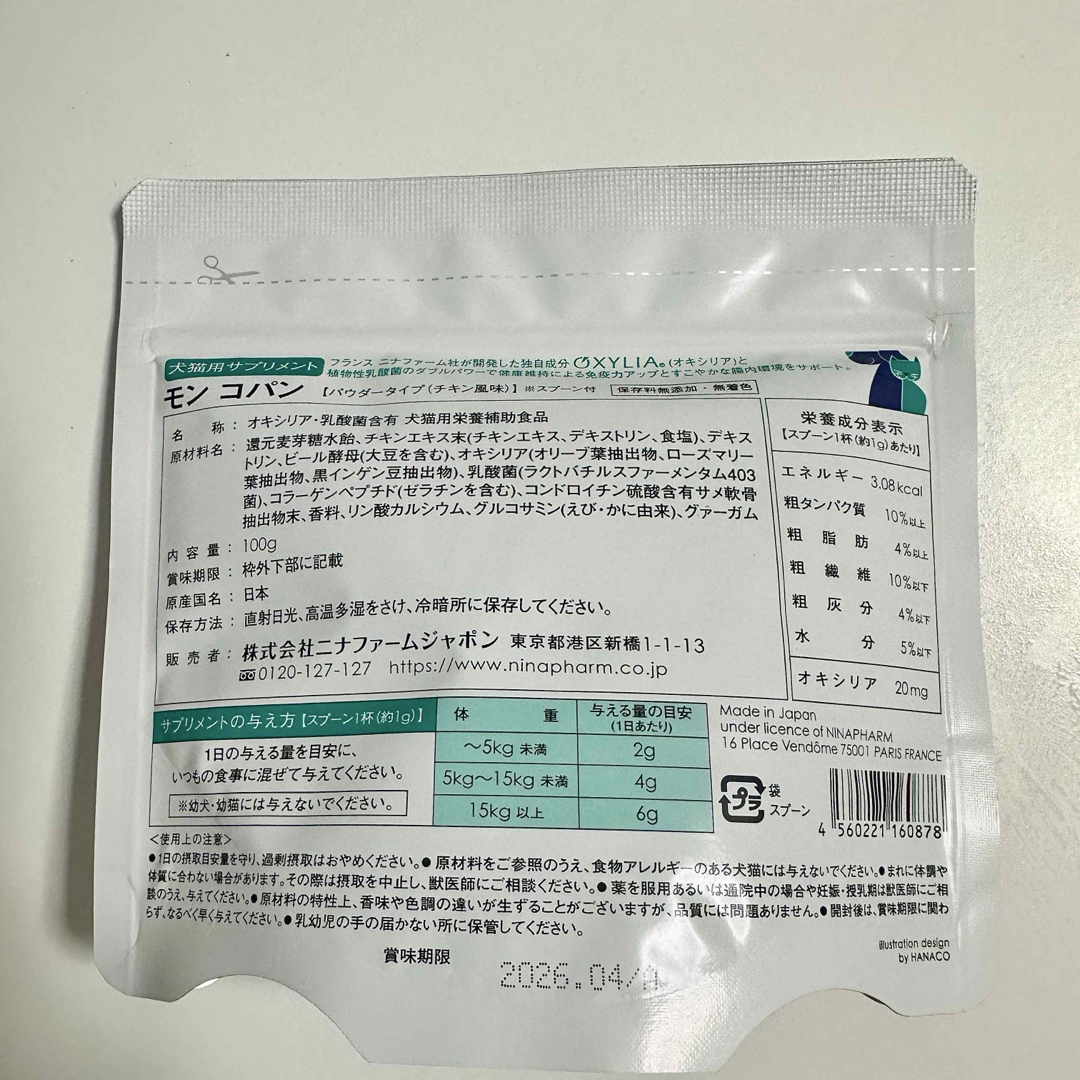 犬猫用サプリメント
フランス ニナファーム社が開発した独自成分 OXYLIA®(オキシリア)と
植物性乳酸菌のダブルパワーで健康維持による免疫力アップとすこやかな腸内環境をサポート。
モン コパン 【パウダータイプ(チキン風味)】 ※スプーン付 保存料無添加・無着色
名 称 : オキシリア・乳酸菌含有 犬猫用栄養補助食品
原材料名 : 還元麦芽糖水飴、チキンエキス末(チキンエキス、デキストリン、食塩)、デキス
トリン、ビール酵母(大豆を含む)、オキシリア(オリーブ葉抽出物、ローズマリー
葉抽出物、黒インゲン豆抽出物)、乳酸菌(ラクトバチルスファーメンタム403
菌)、コラーゲンペプチド(ゼラチンを含む)、コンドロイチン硫酸含有サメ軟骨
抽出物末、香料、リン酸カルシウム、グルコサミン(えび・かに由来)、グァーガム
内 容 量 : 100g
賞味期限 : 枠外下部に記載
原産国名 : 日本
保存方法 : 直射日光、高温多湿をさけ、冷暗所に保存してください。
販 売 者 : 株式会社ニナファームジャポン 東京都港区新橋1-1-13
0120-127-127 https://www.ninapharm.co.jp
栄養成分表示
【スプーン1杯(約1g)あたり】
エネルギー 3.08kcal
粗タンパク質 10%以上
粗 脂 肪 4%以上
粗 繊 維 10%以下
粗 灰 分 4%以下
水 分 5%以下
オキシリア 20mg
サプリメントの与え方【スプーン1杯(約1g)】
1日の与える量を目安に、
いつもの食事に混ぜて与えてください。
※幼犬・幼猫には与えないでください。
体 重 与える量の目安
(1日あたり)
〜5kg 未満 2g
5kg〜15kg 未満 4g
15kg 以上 6g
Made in Japan
under licence of NINAPHARM
16 Place Vendôme 75001 PARIS FRANCE
プラ
袋
スプーン
4 560221 160878
<使用上の注意>
●1日の摂取目安量を守り、過剰摂取はおやめください。●原材料をご参照のうえ、食物アレルギーのある犬猫には与えないでください。●まれに体調や
体質に合わない場合があります。その際は摂取を中止し、獣医師にご相談ください。●薬を服用あるいは通院中の場合や妊娠・授乳期は獣医師にご相
談のうえ、与えてください。●原材料の特性上、香味や色調の違いが生ずることがございますが、品質には問題ありません。●開封後は、賞味期限に関わ
らず、なるべく早く与えてください。●乳幼児の手の届かない所に保管してください。
賞味期限 2026.04/A
illustration design
by HANACO